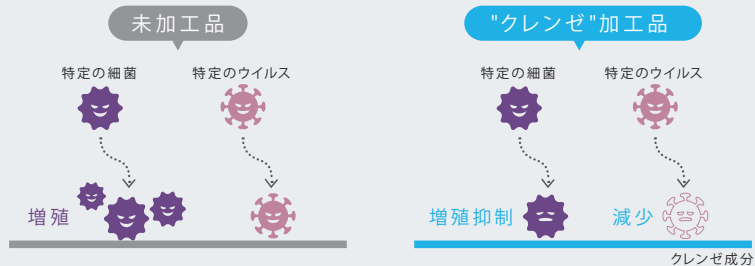 未加工品
特定の細菌
特定のウイルス
増殖
"クレンゼ"加工品
特定の細菌
特定のウイルス
増殖抑制
減少
クレンゼ成分